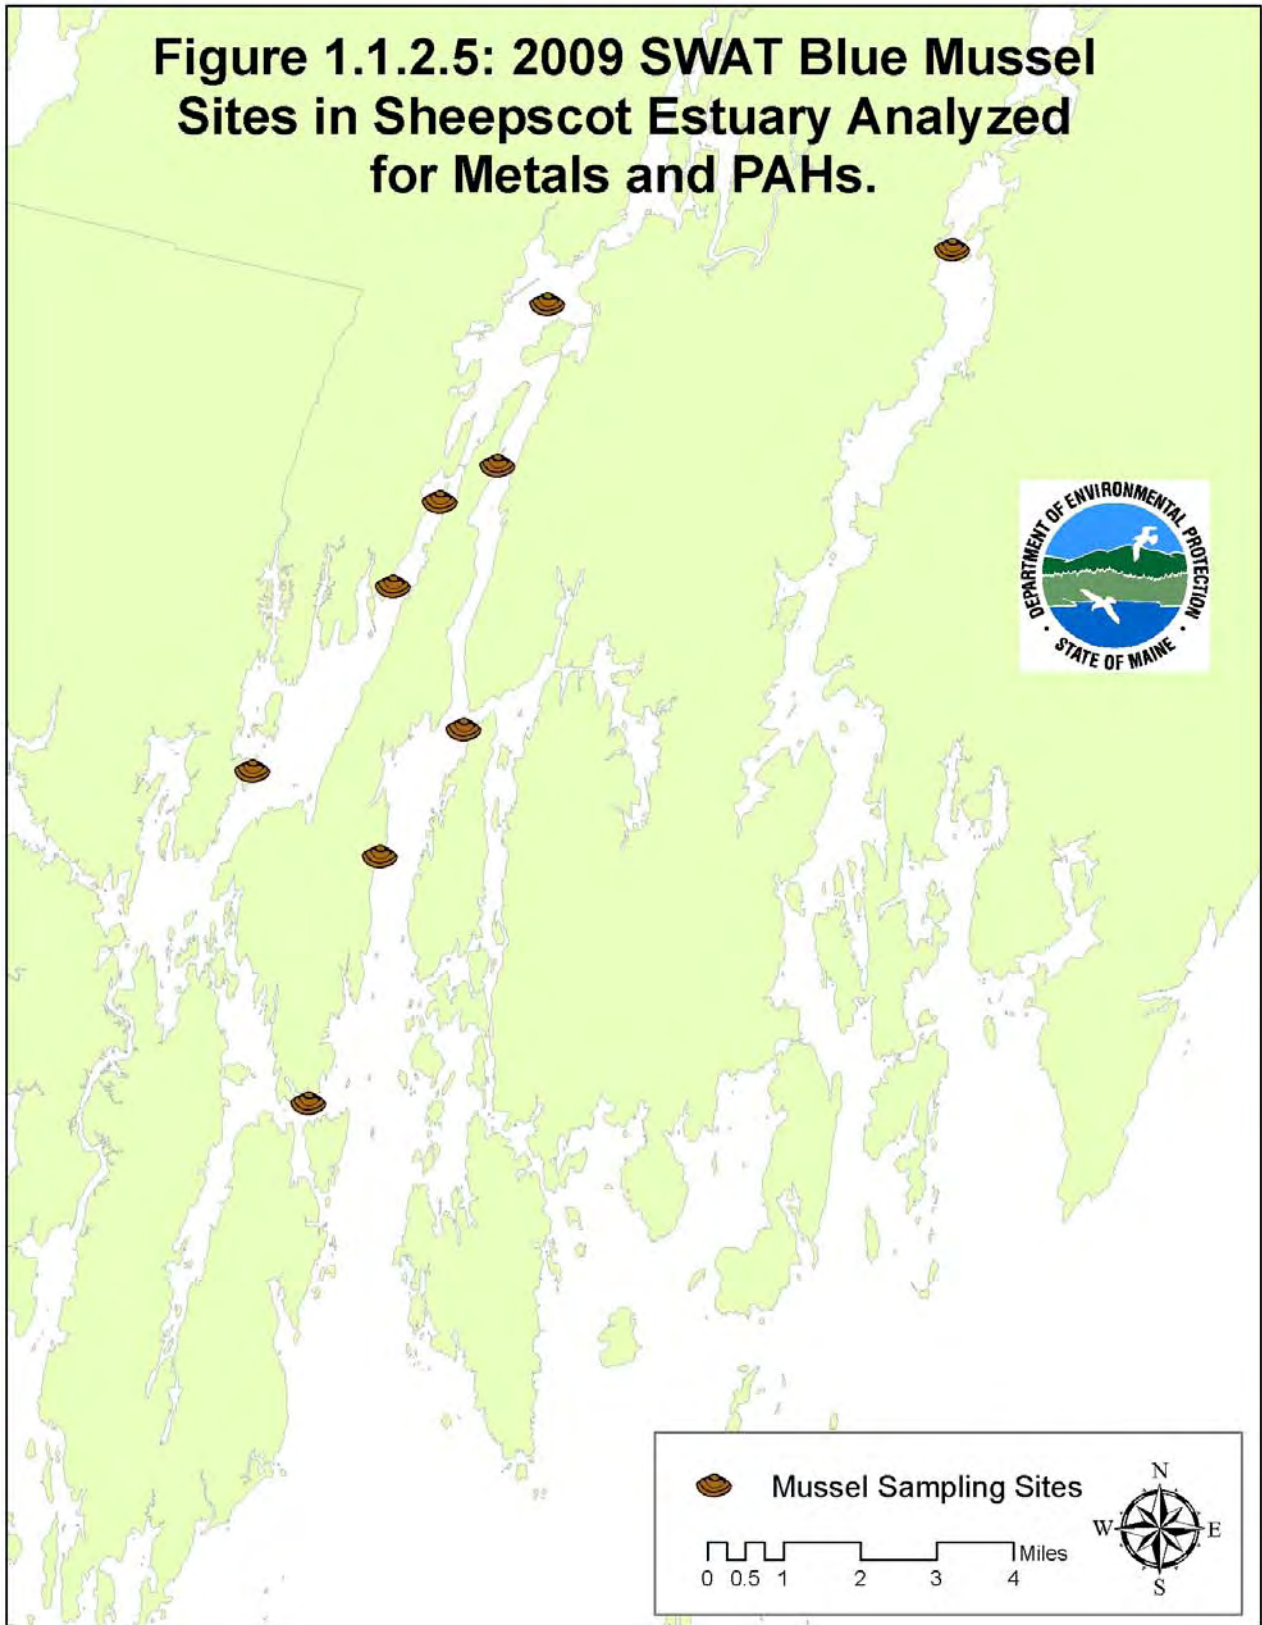 Figure 1.1.2.5: 2009 SWAT Blue Mussel
Sites in Sheepscot Estuary Analyzed
for Metals and PAHs.
DEPARTMENT OF ENVIRONMENTAL PROTECTION
• STATE OF MAINE •
Mussel Sampling Sites
Miles
0 0.5 1 2 3 4
N
W E
S